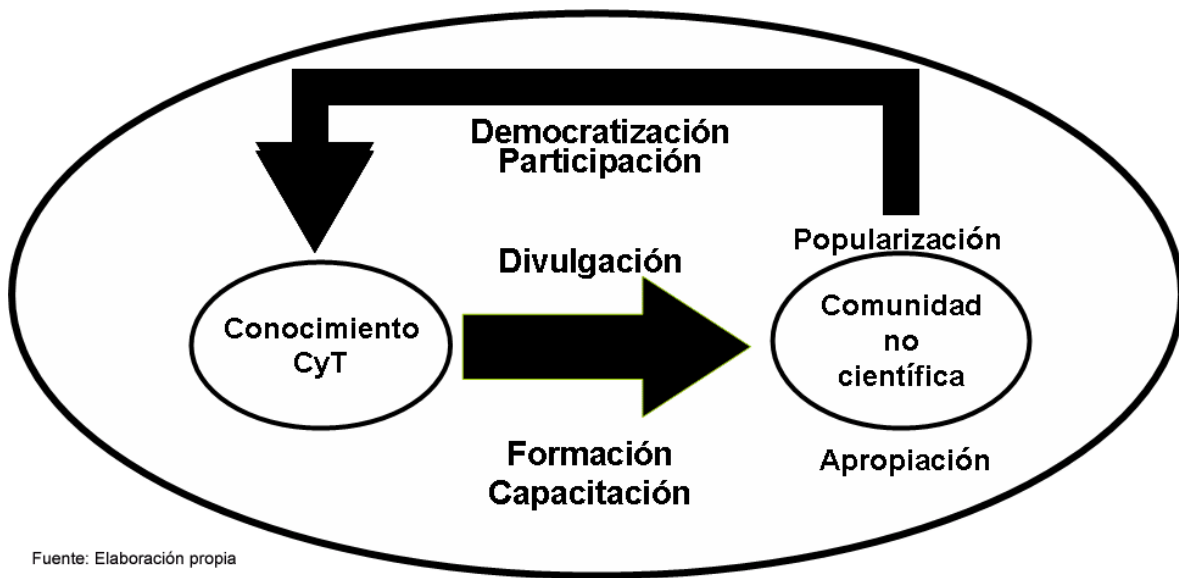 Democratización
Participación
Popularización
Divulgación
Conocimiento
CyT
Comunidad
no
científica
Formación
Capacitación
Apropiación
Fuente: Elaboración propia